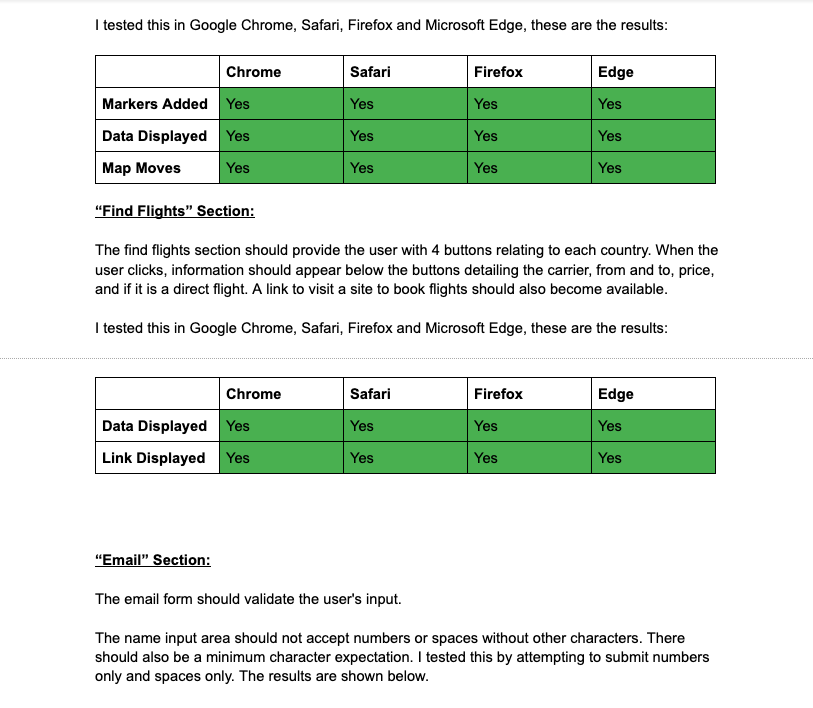 I tested this in Google Chrome, Safari, Firefox and Microsoft Edge, these are the results:
Chrome Safari Firefox Edge
Markers Added Yes Yes Yes Yes
Data Displayed Yes Yes Yes Yes
Map Moves Yes Yes Yes Yes
“Find Flights” Section:
The find flights section should provide the user with 4 buttons relating to each country. When the
user clicks, information should appear below the buttons detailing the carrier, from and to, price,
and if it is a direct flight. A link to visit a site to book flights should also become available.
I tested this in Google Chrome, Safari, Firefox and Microsoft Edge, these are the results:
Chrome Safari Firefox Edge
Data Displayed Yes Yes Yes Yes
Link Displayed Yes Yes Yes Yes
“Email” Section:
The email form should validate the user's input.
The name input area should not accept numbers or spaces without other characters. There
should also be a minimum character expectation. I tested this by attempting to submit numbers
only and spaces only. The results are shown below.